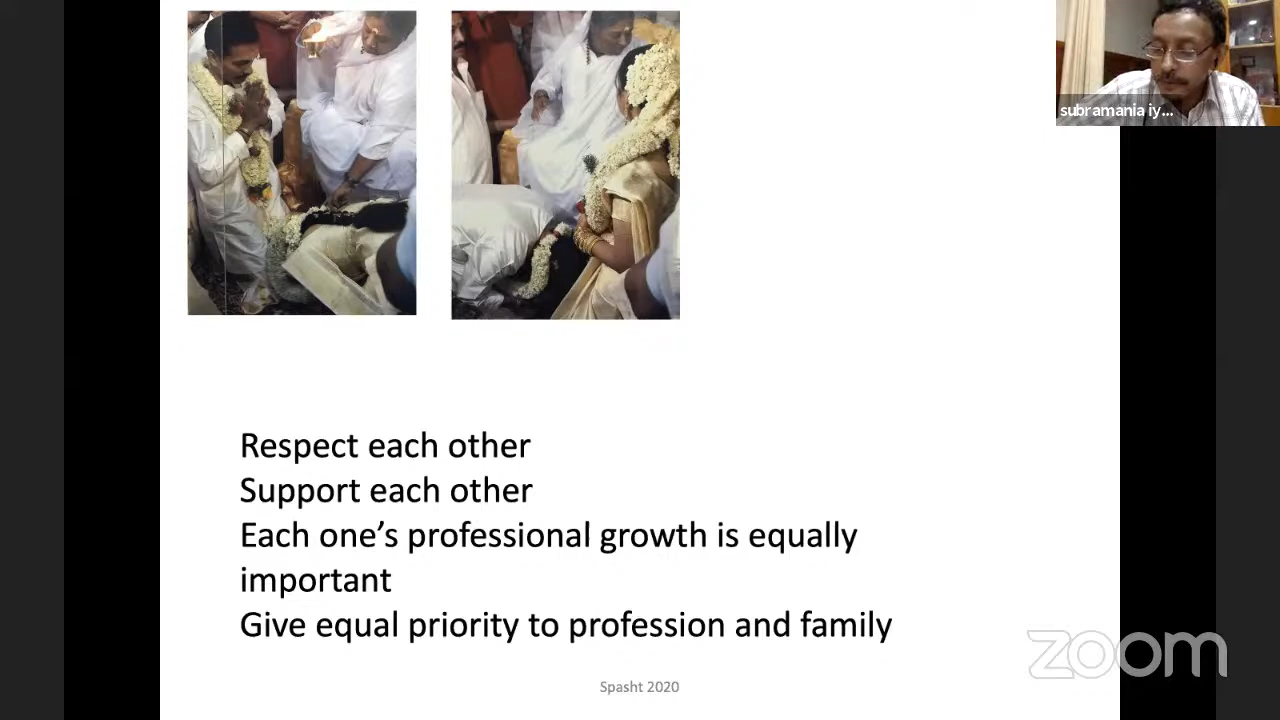 subramania iy...
Respect each other
Support each other
Each one's professional growth is equally
important
Give equal priority to profession and family
zoom
Spasht 2020